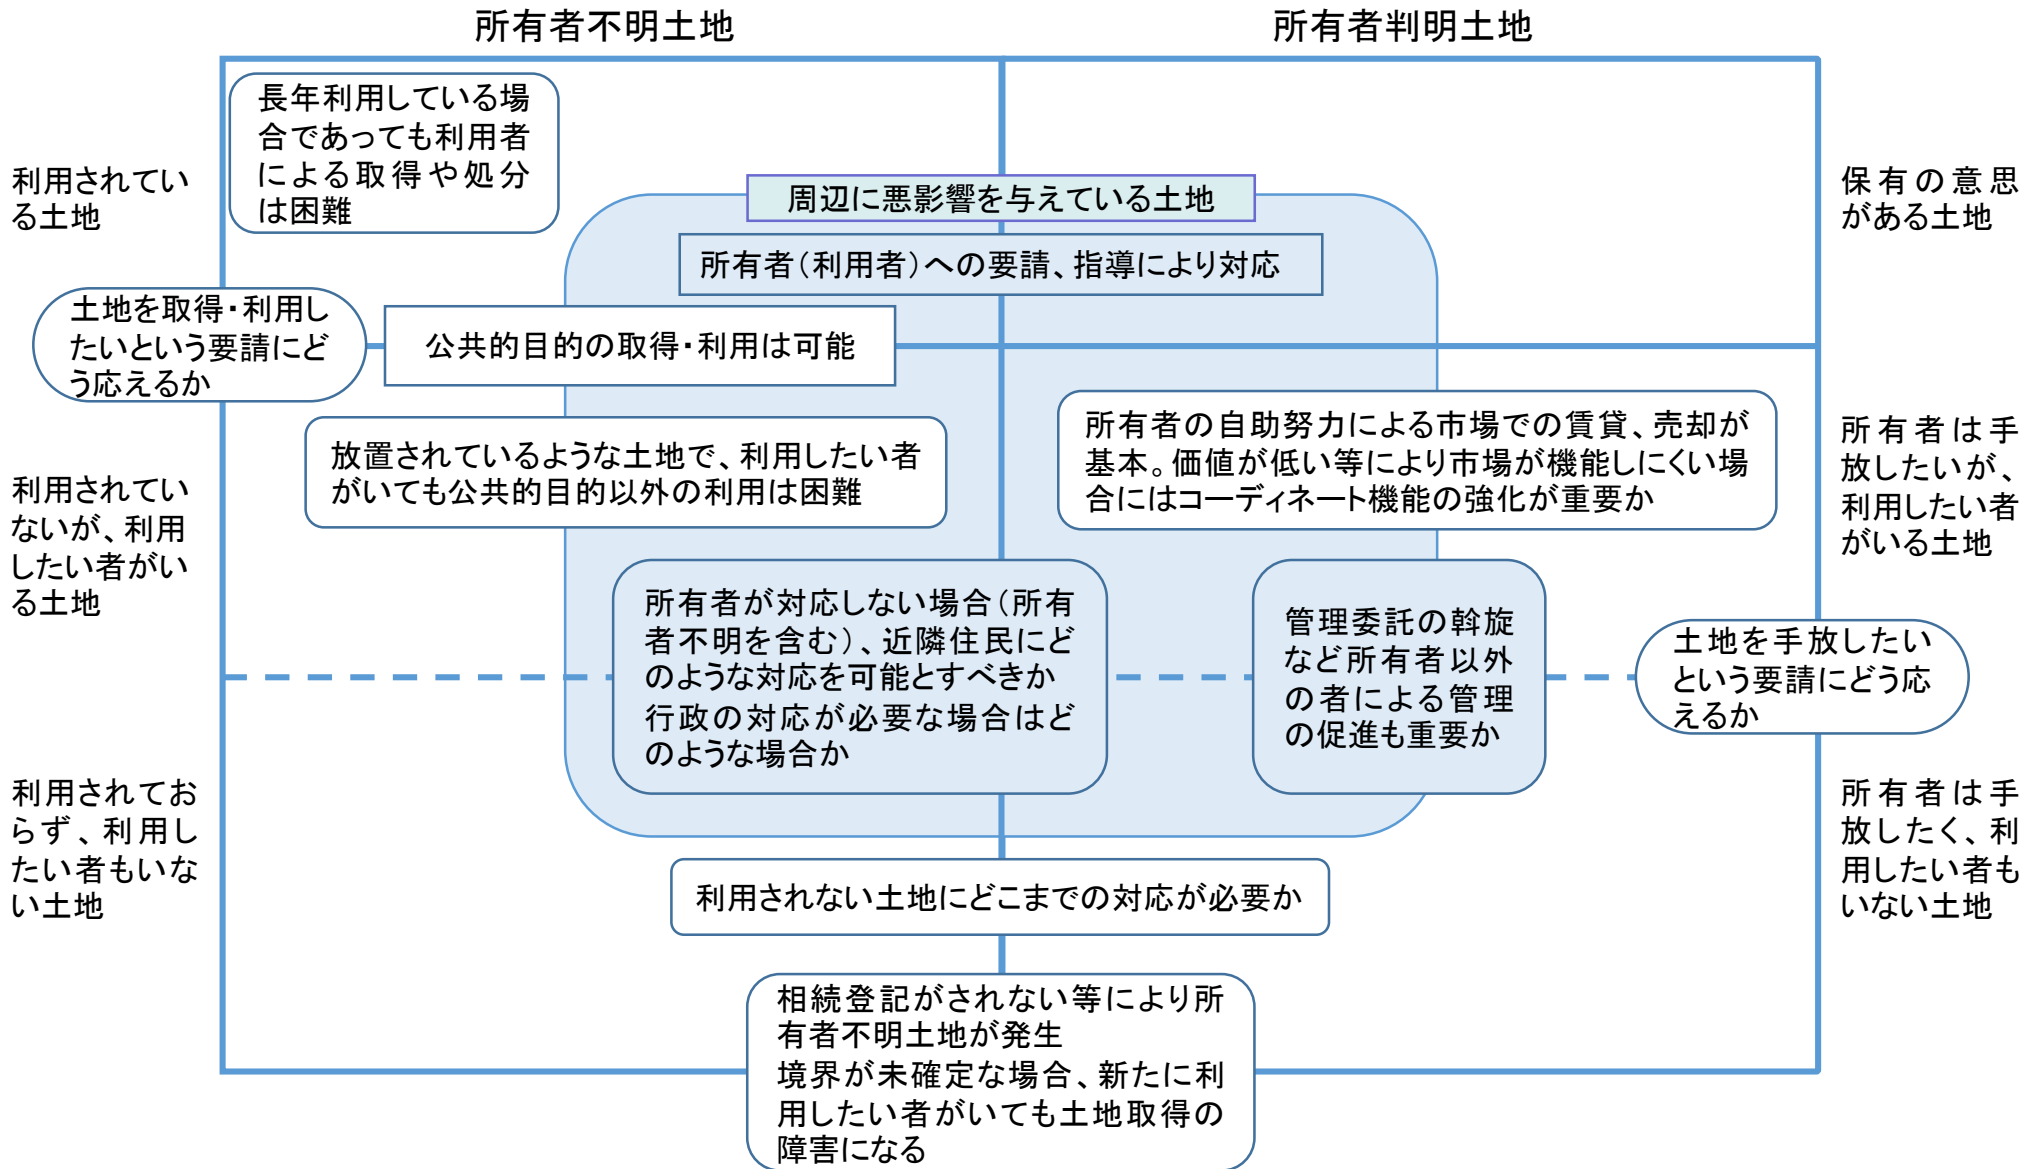 所有者不明土地
所有者判明土地
長年利用している場
合であっても利用者
による取得や処分
は困難
利用されてい
る土地
保有の意思
がある土地
周辺に悪影響を与えている土地
所有者（利用者）への要請、指導により対応
土地を取得・利用し
たいという要請にど
う応えるか
公共的目的の取得・利用は可能
放置されているような土地で、利用したい者
がいても公共的目的以外の利用は困難
所有者の自助努力による市場での賃貸、売却が
基本。価値が低い等により市場が機能しにくい場
合にはコーディネート機能の強化が重要か
利用されてい
ないが、利用
したい者がい
る土地
所有者は手
放したいが、
利用したい者
がいる土地
所有者が対応しない場合（所有
者不明を含む）、近隣住民にど
のような対応を可能とすべきか
行政の対応が必要な場合はど
のような場合か
管理委託の斡旋
など所有者以外
の者による管理
の促進も重要か
土地を手放したい
という要請にどう応
えるか
利用されてお
らず、利用し
たい者もいな
い土地
所有者は手
放したく、利
用したい者も
いない土地
利用されない土地にどこまでの対応が必要か
相続登記がされない等により所
有者不明土地が発生
境界が未確定な場合、新たに利
用したい者がいても土地取得の
障害になる